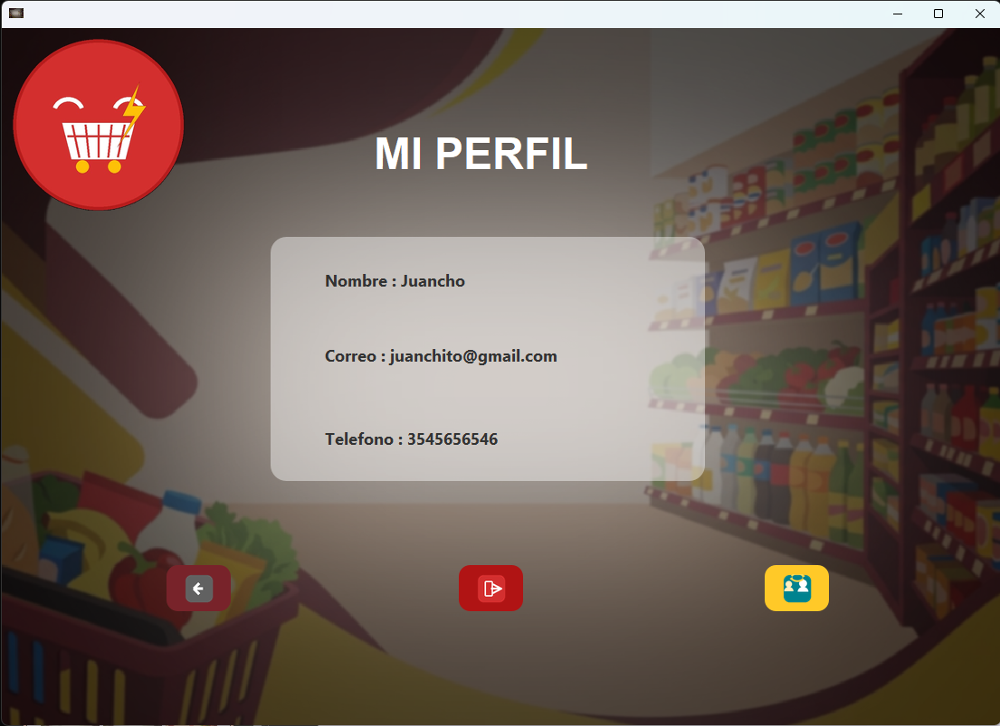 MI PERFIL
Nombre : Juancho
Correo : juanchito@gmail.com
Telefono : 3545656546